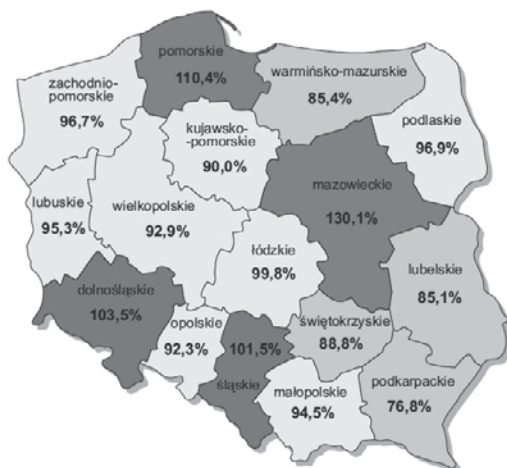 pomorskie
110,4%
warmińsko-mazurskie
85,4%
zachodnio-
pomorskie
96,7%
kujawsko-
-pomorskie
90,0%
podlaskie
96,9%
mazowieckie
130,1%
lubuskie
95,3%
wielkopolskie
92,9%
łódzkie
99,8%
lubelskie
85,1%
dolnośląskie
103,5%
opolskie
92,3%
101,5%
śląskie
świętokrzyskie
88,8%
małopolskie
94,5%
podkarpackie
76,8%